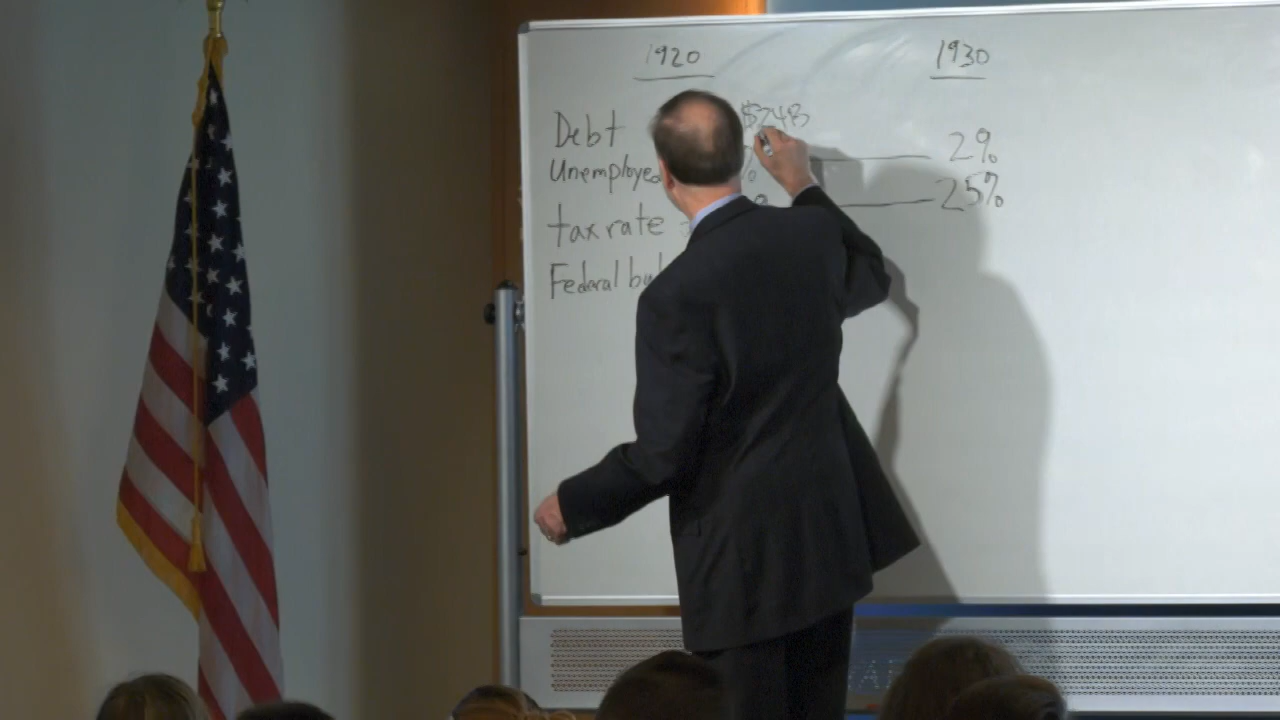 1920 1930
Debt $24B
Unemployed % 2%
tax rate 25%
Federal